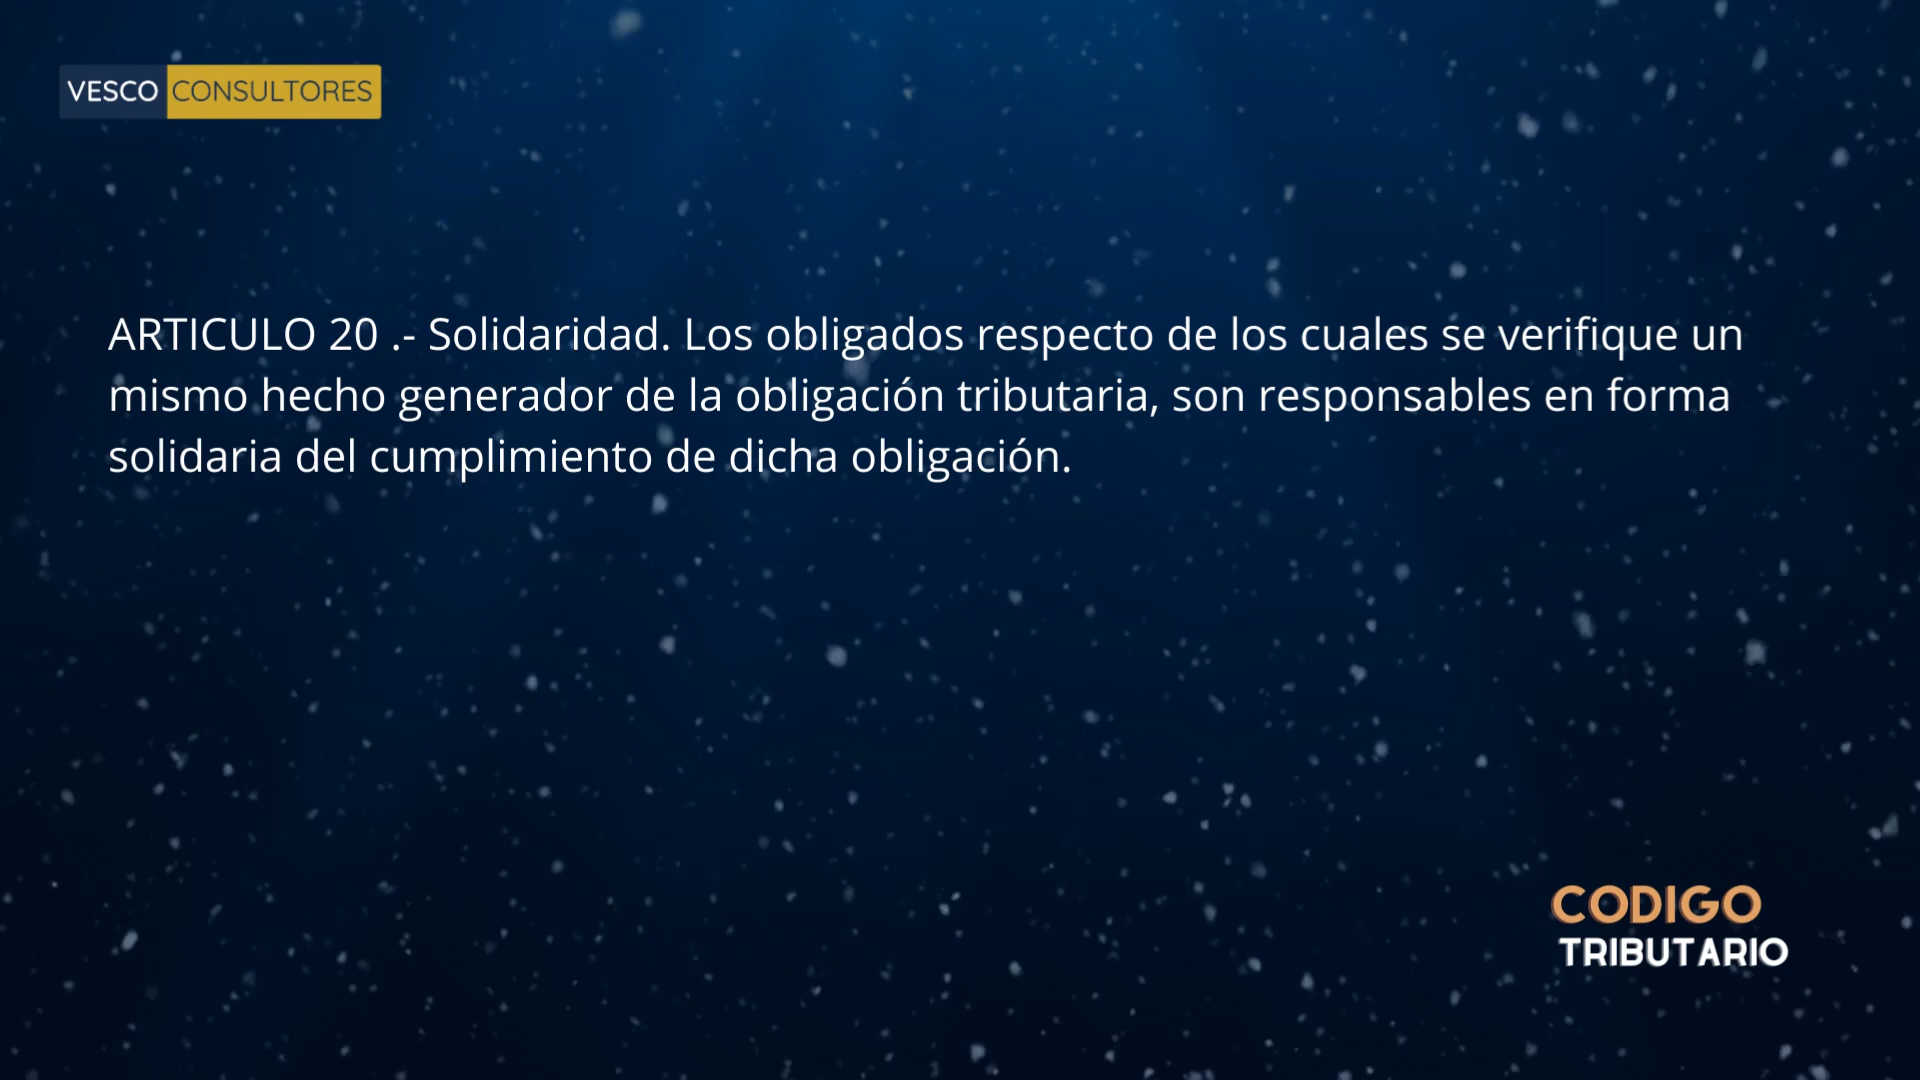 VESCO CONSULTORES
ARTICULO 20 .- Solidaridad. Los obligados respecto de los cuales se verifique un
mismo hecho generador de la obligación tributaria, son responsables en forma
solidaria del cumplimiento de dicha obligación.
CODIGO
TRIBUTARIO